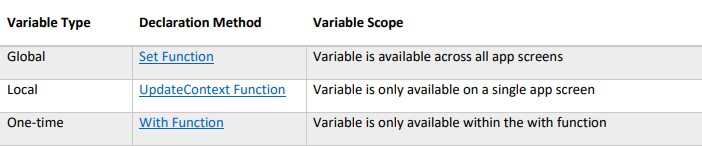 Variable Type Declaration Method Variable Scope
Global Set Function Variable is available across all app screens
Local UpdateContext Function Variable is only available on a single app screen
One-time With Function Variable is only available within the with function